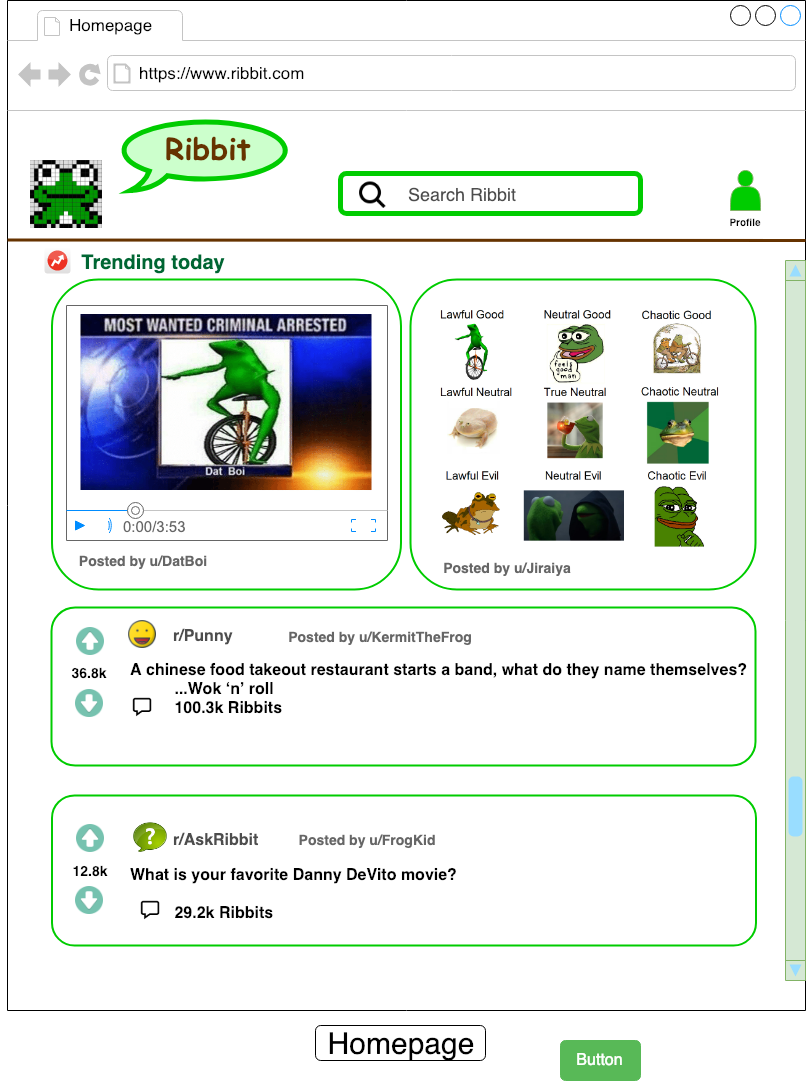 Homepage
https://www.ribbit.com
Ribbit
Search Ribbit
Profile
Trending today
MOST WANTED CRIMINAL ARRESTED
Dat Boi
0:00/3:53
Posted by u/DatBoi
Lawful Good Neutral Good Chaotic Good
feels
good
man
Lawful Neutral True Neutral Chaotic Neutral
Lawful Evil Neutral Evil Chaotic Evil
Posted by u/Jiraiya
r/Punny Posted by u/KermitTheFrog
36.8k
A chinese food takeout restaurant starts a band, what do they name themselves?
...Wok ‘n’ roll
100.3k Ribbits
?
r/AskRibbit Posted by u/FrogKid
12.8k
What is your favorite Danny DeVito movie?
29.2k Ribbits
Homepage
Button